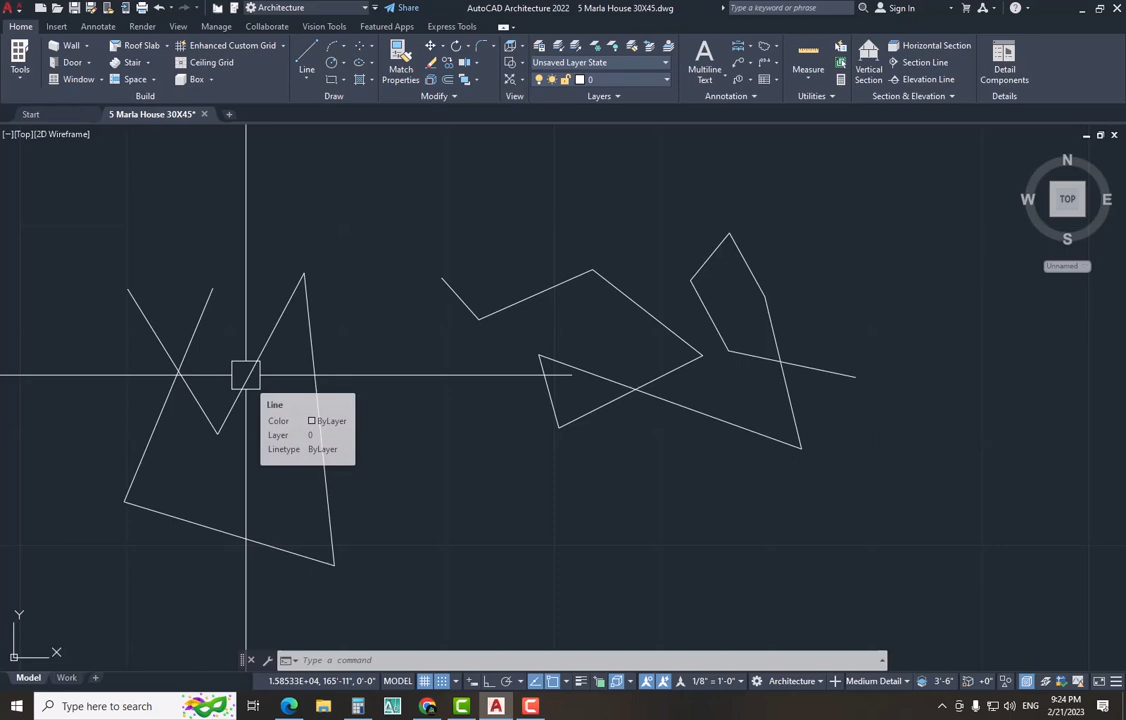 Architecture
Share
AutoCAD Architecture 2022
5 Marla House 30X45.dwg
Type a keyword or phrase
Sign In
Home
Insert
Annotate
Render
View
Manage
Collaborate
Vision Tools
Featured Apps
Express Tools
Tools
Wall
Door
Window
Roof Slab
Stair
Space
Enhanced Custom Grid
Ceiling Grid
Box
Build
Line
Draw
Match
Properties
Modify
View
Unsaved Layer State
0
Layers
Multiline
Text
Annotation
Measure
Utilities
Vertical
Section
Horizontal Section
Section Line
Elevation Line
Section & Elevation
Detail
Components
Details
Start
5 Marla House 30X45*
[−][Top][2D Wireframe]
N
W
TOP
E
S
Unnamed
Line
Color ByLayer
Layer 0
Linetype ByLayer
Y
X
Type a command
Model
Work
1.58533E+04, 165'-11", 0'-0"
MODEL
1/8" = 1'-0"
Architecture
Medium Detail
3'-6"
+0"
Type here to search
ENG
9:24 PM
2/21/2023